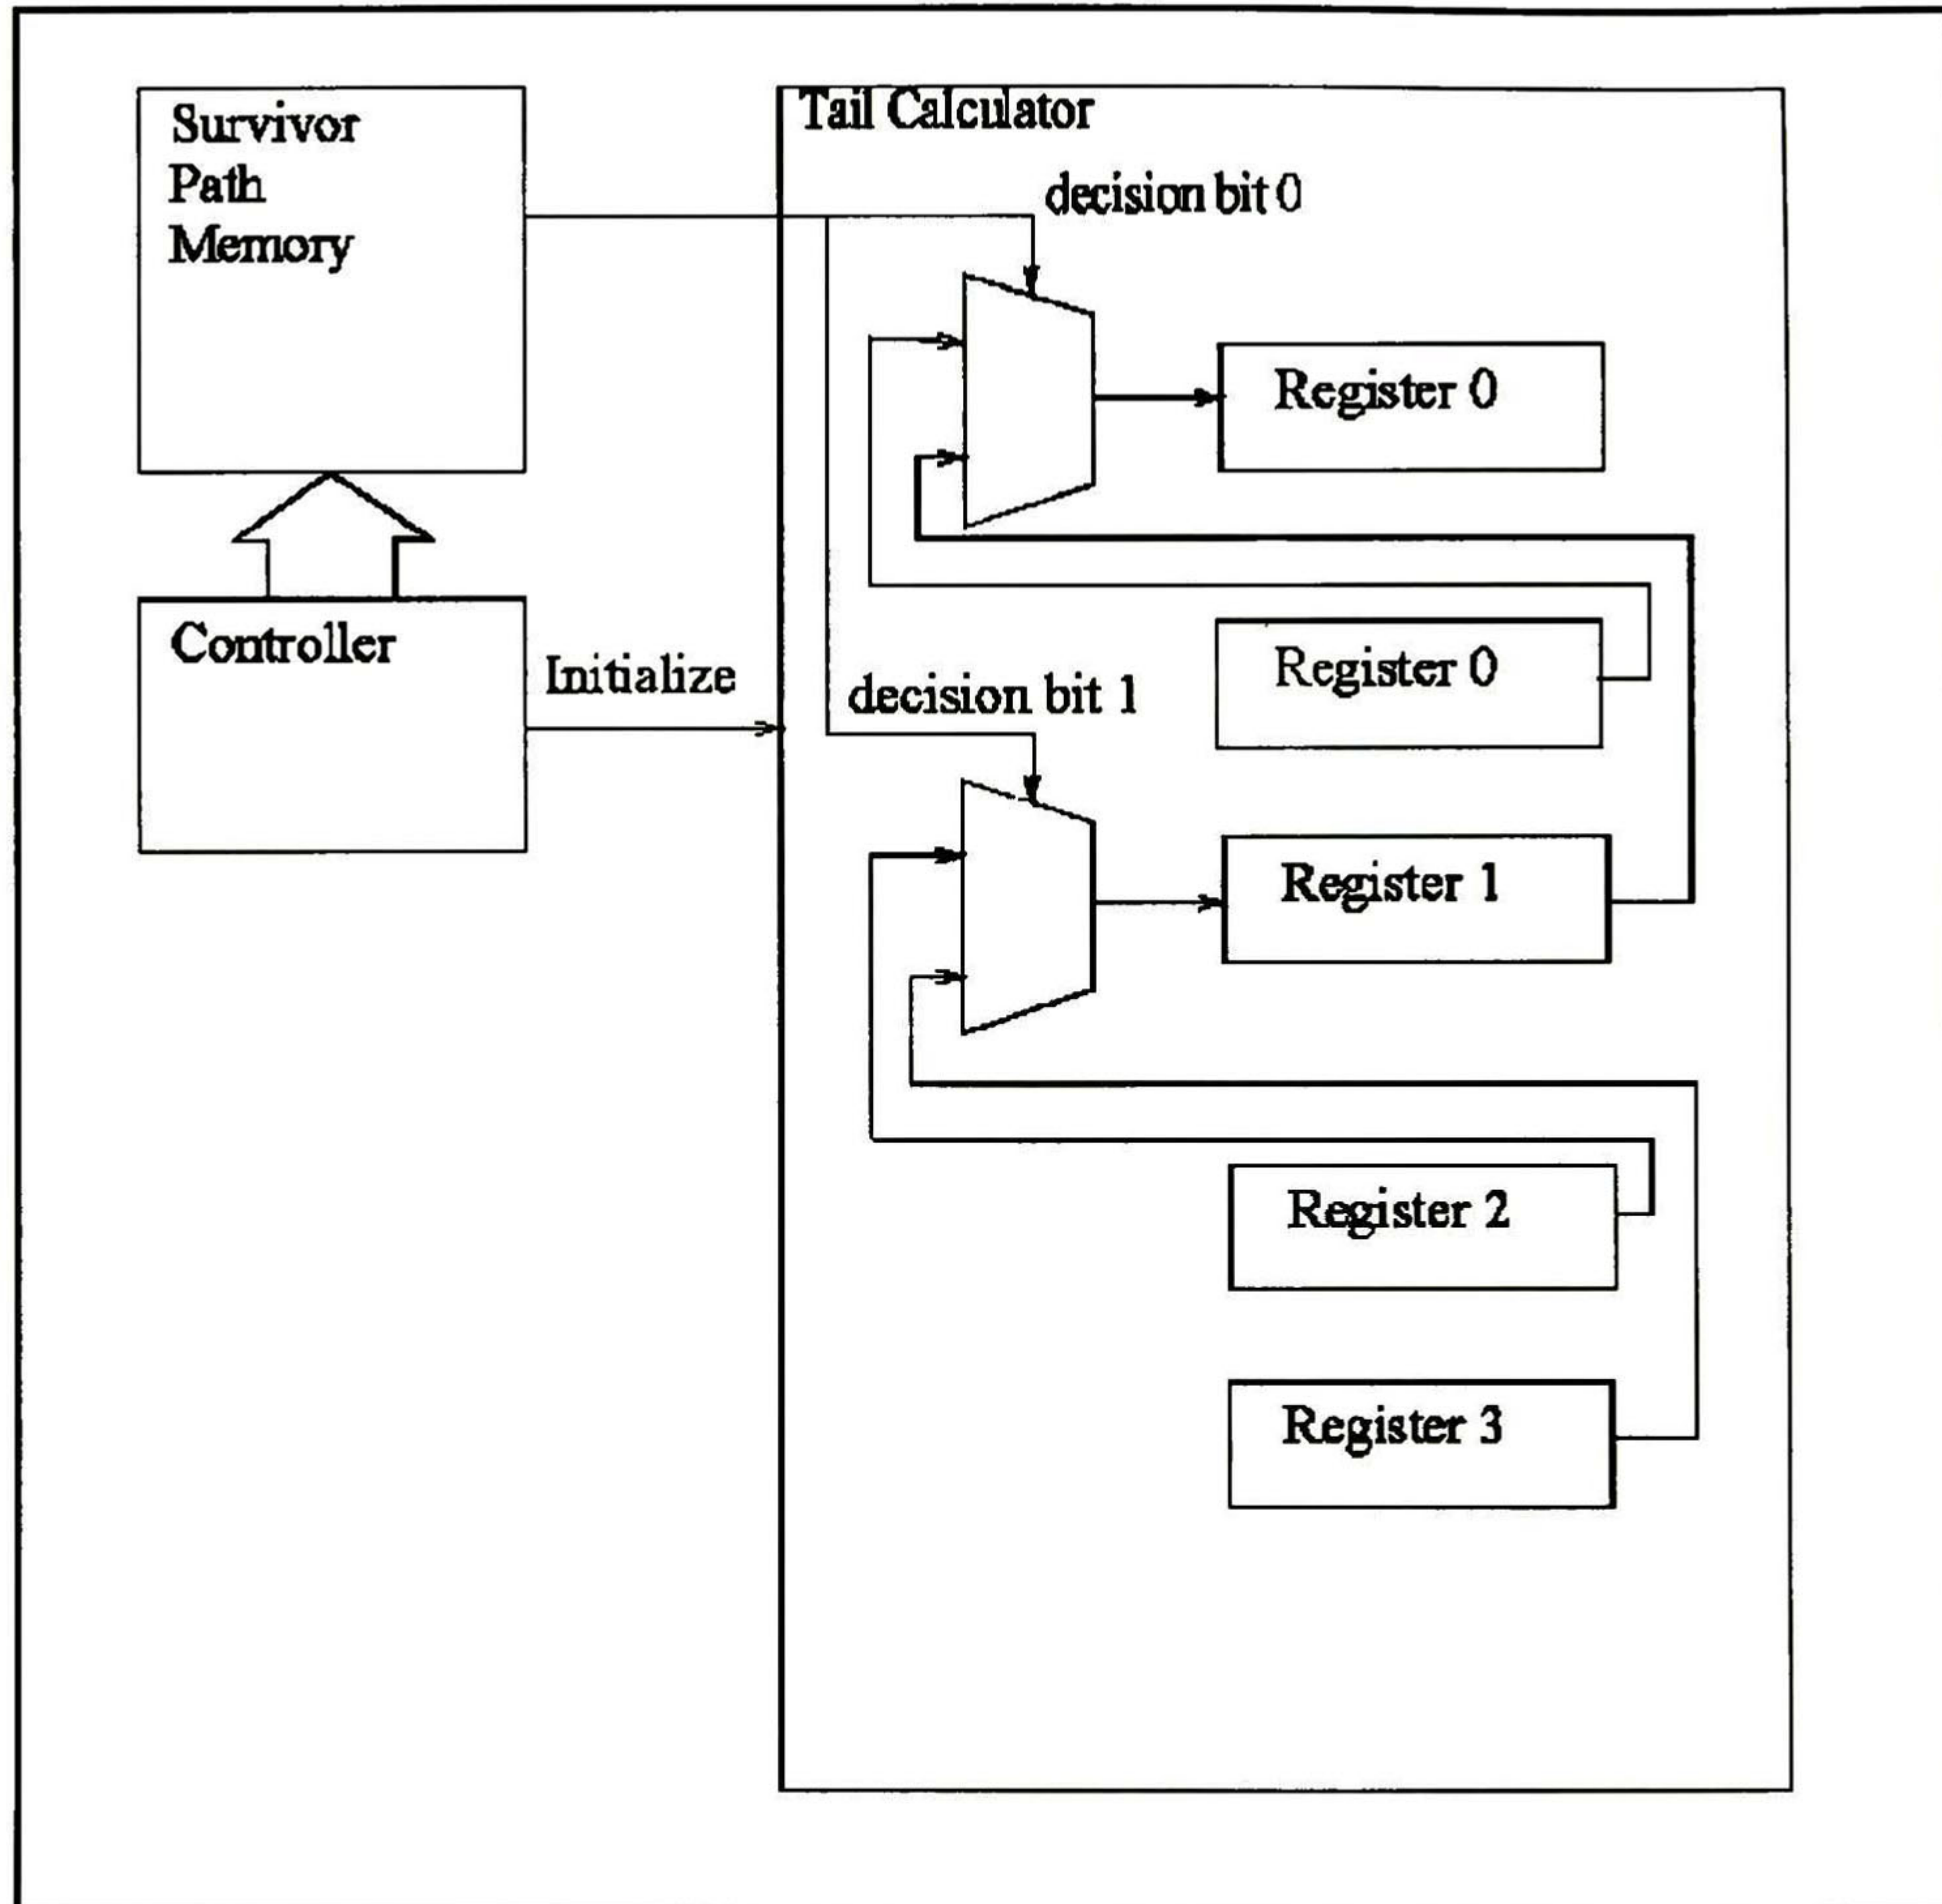 Survivor
Path
Memory
Tail Calculator
decision bit 0
Register 0
Controller
Initialize
Register 0
decision bit 1
Register 1
Register 2
Register 3